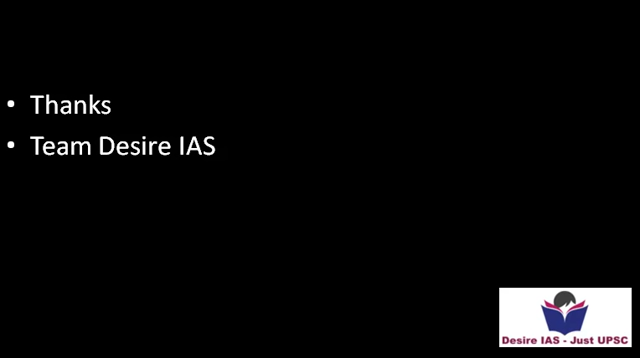 • Thanks
• Team Desire IAS
Desire IAS - Just UPSC